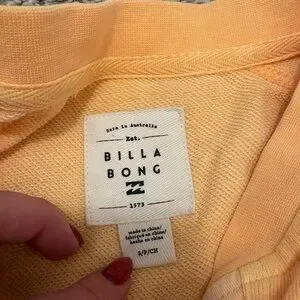 Born in Australia
Est.
BILLA
BONG
1973
made in china/
fabriqué en chine/
hecho en china
S/P/CH